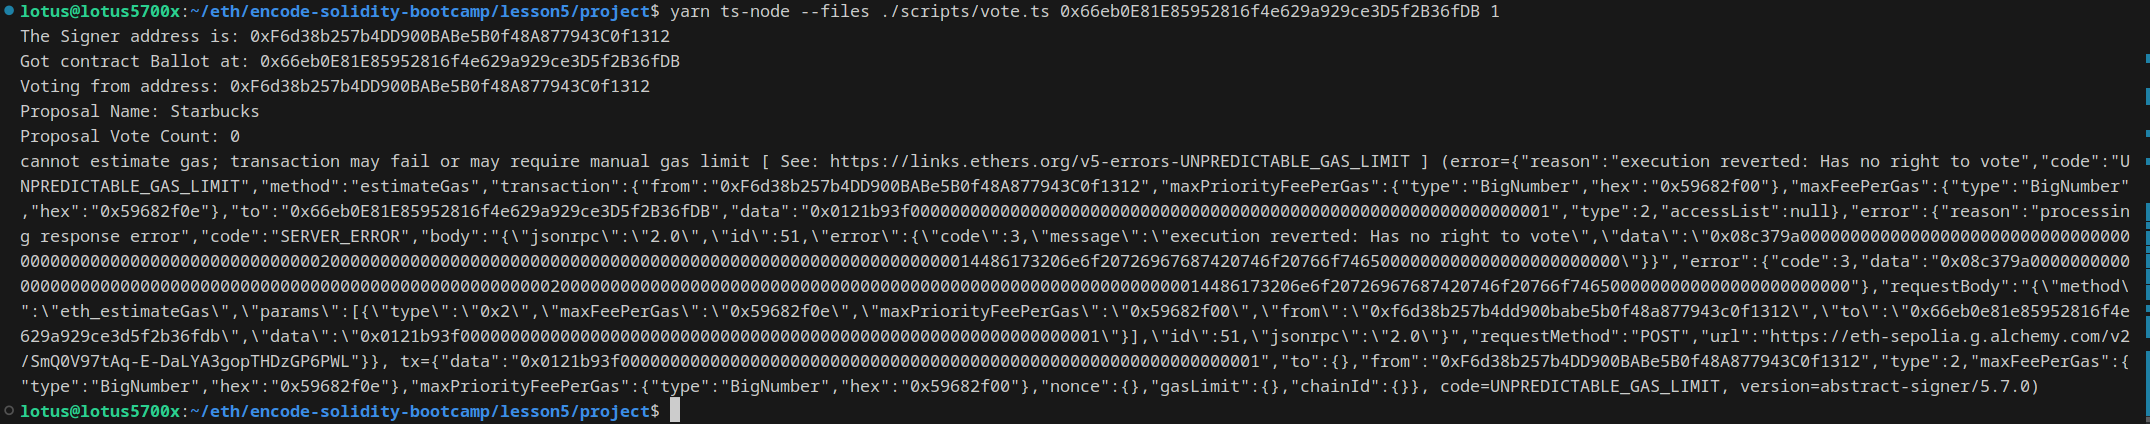 lotus@lotus5700x:~/eth/encode-solidity-bootcamp/lesson5/project$ yarn ts-node --files ./scripts/vote.ts 0x66eb0E81E85952816f4e629a929ce3D5f2B36fDB 1
The Signer address is: 0xF6d38b257b4DD900BABe5B0f48A877943C0f1312
Got contract Ballot at: 0x66eb0E81E85952816f4e629a929ce3D5f2B36fDB
Voting from address: 0xF6d38b257b4DD900BABe5B0f48A877943C0f1312
Proposal Name: Starbucks
Proposal Vote Count: 0
cannot estimate gas; transaction may fail or may require manual gas limit [ See: https://links.ethers.org/v5-errors-UNPREDICTABLE_GAS_LIMIT ] (error={"reason":"execution reverted: Has no right to vote","code":"U
NPREDICTABLE_GAS_LIMIT","method":"estimateGas","transaction":{"from":"0xF6d38b257b4DD900BABe5B0f48A877943C0f1312","maxPriorityFeePerGas":{"type":"BigNumber","hex":"0x59682f00"},"maxFeePerGas":{"type":"BigNumber"
,"hex":"0x59682f0e"},"to":"0x66eb0E81E85952816f4e629a929ce3D5f2B36fDB","data":"0x0121b93f0000000000000000000000000000000000000000000000000000000000000001","type":2,"accessList":null},"error":{"reason":"processin
g response error","code":"SERVER_ERROR","body":"{\"jsonrpc\":\"2.0\",\"id\":51,\"error\":{\"code\":3,\"message\":\"execution reverted: Has no right to vote\",\"data\":\"0x08c379a000000000000000000000000000000000
000000000000000000000000000000200000000000000000000000000000000000000000000000000000000000000014486173206e6f20726967687420746f20766f7465000000000000000000000000\"}}","error":{"code":3,"data":"0x08c379a0000000000
0000000000000000000000000000000000000000000000000000020000000000000000000000000000000000000000000000000000000000000014486173206e6f20726967687420746f20766f7465000000000000000000000000"},"requestBody":"{\"method\
":\"eth_estimateGas\",\"params\":[{\"type\":\"0x2\",\"maxFeePerGas\":\"0x59682f0e\",\"maxPriorityFeePerGas\":\"0x59682f00\",\"from\":\"0xf6d38b257b4dd900babe5b0f48a877943c0f1312\",\"to\":\"0x66eb0e81e85952816f4e
629a929ce3d5f2b36fdb\",\"data\":\"0x0121b93f0000000000000000000000000000000000000000000000000000000000000001\"}],\"id\":51,\"jsonrpc\":\"2.0\"}","requestMethod":"POST","url":"https://eth-sepolia.g.alchemy.com/v2
/SmQ0V97tAq-E-DaLYA3gopTHDzGP6PWL"}}, tx={"data":"0x0121b93f0000000000000000000000000000000000000000000000000000000000000001","to":{},"from":"0xF6d38b257b4DD900BABe5B0f48A877943C0f1312","type":2,"maxFeePerGas":{
"type":"BigNumber","hex":"0x59682f0e"},"maxPriorityFeePerGas":{"type":"BigNumber","hex":"0x59682f00"},"nonce":{},"gasLimit":{},"chainId":{}}, code=UNPREDICTABLE_GAS_LIMIT, version=abstract-signer/5.7.0)
lotus@lotus5700x:~/eth/encode-solidity-bootcamp/lesson5/project$